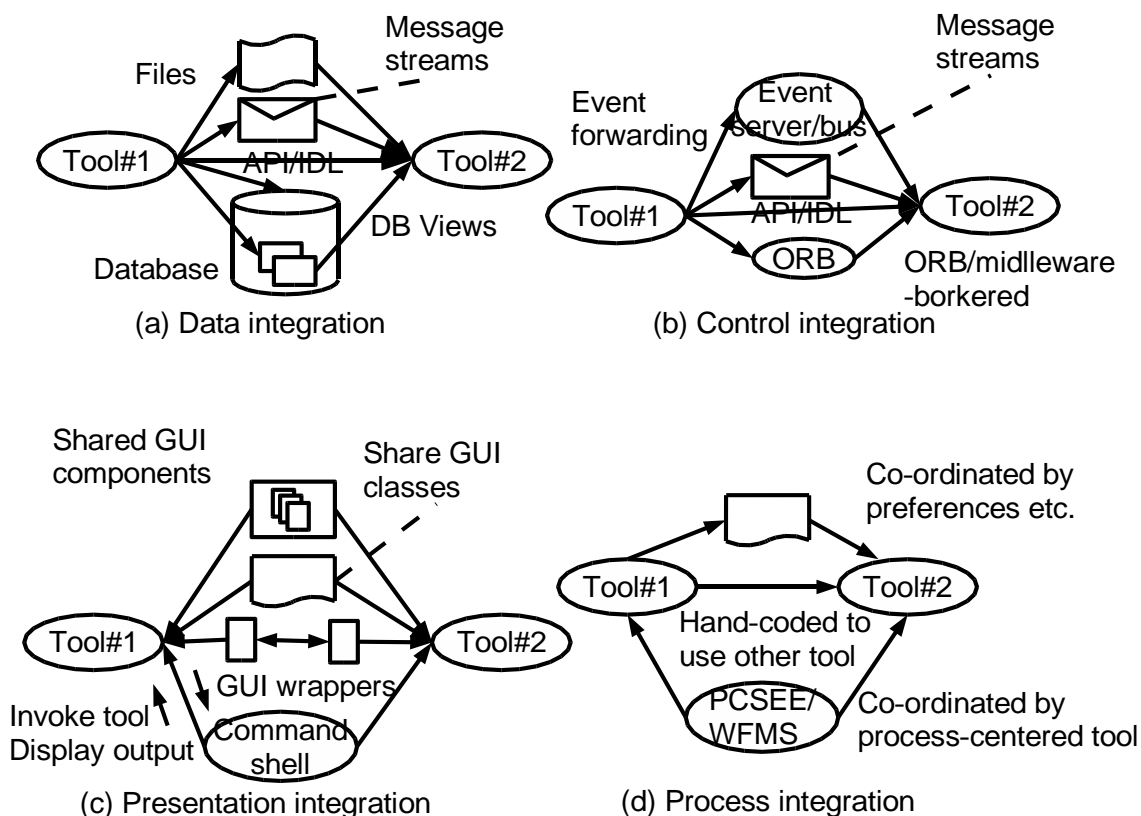 Message
streams
Files
Tool#1
API/IDL
Tool#2
DB Views
Database
(a) Data integration
Message
streams
Event
forwarding
Event
server/bus
Tool#1
API/IDL
Tool#2
ORB
ORB/midlleware
-borkered
(b) Control integration
Shared GUI
components
Share GUI
classes
Tool#1
Tool#2
GUI wrappers
Invoke tool
Display output
Command
shell
(c) Presentation integration
Co-ordinated by
preferences etc.
Tool#1
Tool#2
Hand-coded to
use other tool
PCSEE/
WFMS
Co-ordinated by
process-centered tool
(d) Process integration